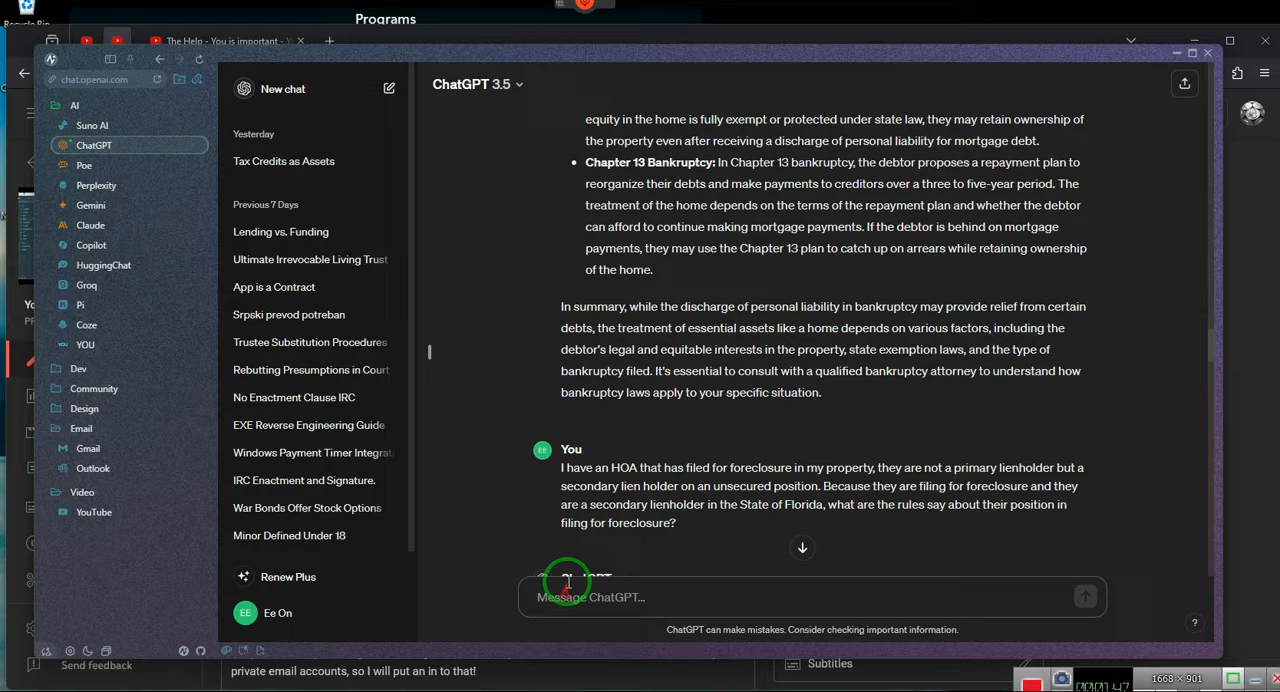 Recycle Bin
Programs
The Help - You is important -
chat.openai.com
AI
Suno AI
ChatGPT
Poe
Perplexity
Gemini
Claude
Copilot
HuggingChat
Groq
Pi
Coze
YOU
Dev
Community
Design
Email
Gmail
Outlook
Video
YouTube
Send feedback
New chat
Yesterday
Tax Credits as Assets
Previous 7 Days
Lending vs. Funding
Ultimate Irrevocable Living Trust
App is a Contract
Srpski prevod potreban
Trustee Substitution Procedures
Rebutting Presumptions in Court
No Enactment Clause IRC
EXE Reverse Engineering Guide
Windows Payment Timer Integrat
IRC Enactment and Signature.
War Bonds Offer Stock Options
Minor Defined Under 18
Renew Plus
EE Ee On
ChatGPT 3.5
equity in the home is fully exempt or protected under state law, they may retain ownership of
the property even after receiving a discharge of personal liability for mortgage debt.
• Chapter 13 Bankruptcy: In Chapter 13 bankruptcy, the debtor proposes a repayment plan to
reorganize their debts and make payments to creditors over a three to five-year period. The
treatment of the home depends on the terms of the repayment plan and whether the debtor
can afford to continue making mortgage payments. If the debtor is behind on mortgage
payments, they may use the Chapter 13 plan to catch up on arrears while retaining ownership
of the home.
In summary, while the discharge of personal liability in bankruptcy may provide relief from certain
debts, the treatment of essential assets like a home depends on various factors, including the
debtor's legal and equitable interests in the property, state exemption laws, and the type of
bankruptcy filed. It's essential to consult with a qualified bankruptcy attorney to understand how
bankruptcy laws apply to your specific situation.
EE You
I have an HOA that has filed for foreclosure in my property, they are not a primary lienholder but a
secondary lien holder on an unsecured position. Because they are filing for foreclosure and they
are a secondary lienholder in the State of Florida, what are the rules say about their position in
filing for foreclosure?
ChatGPT
Message ChatGPT...
ChatGPT can make mistakes. Consider checking important information.
?
private email accounts, so I will put an in to that!
Subtitles
00:01:47
1668 × 901